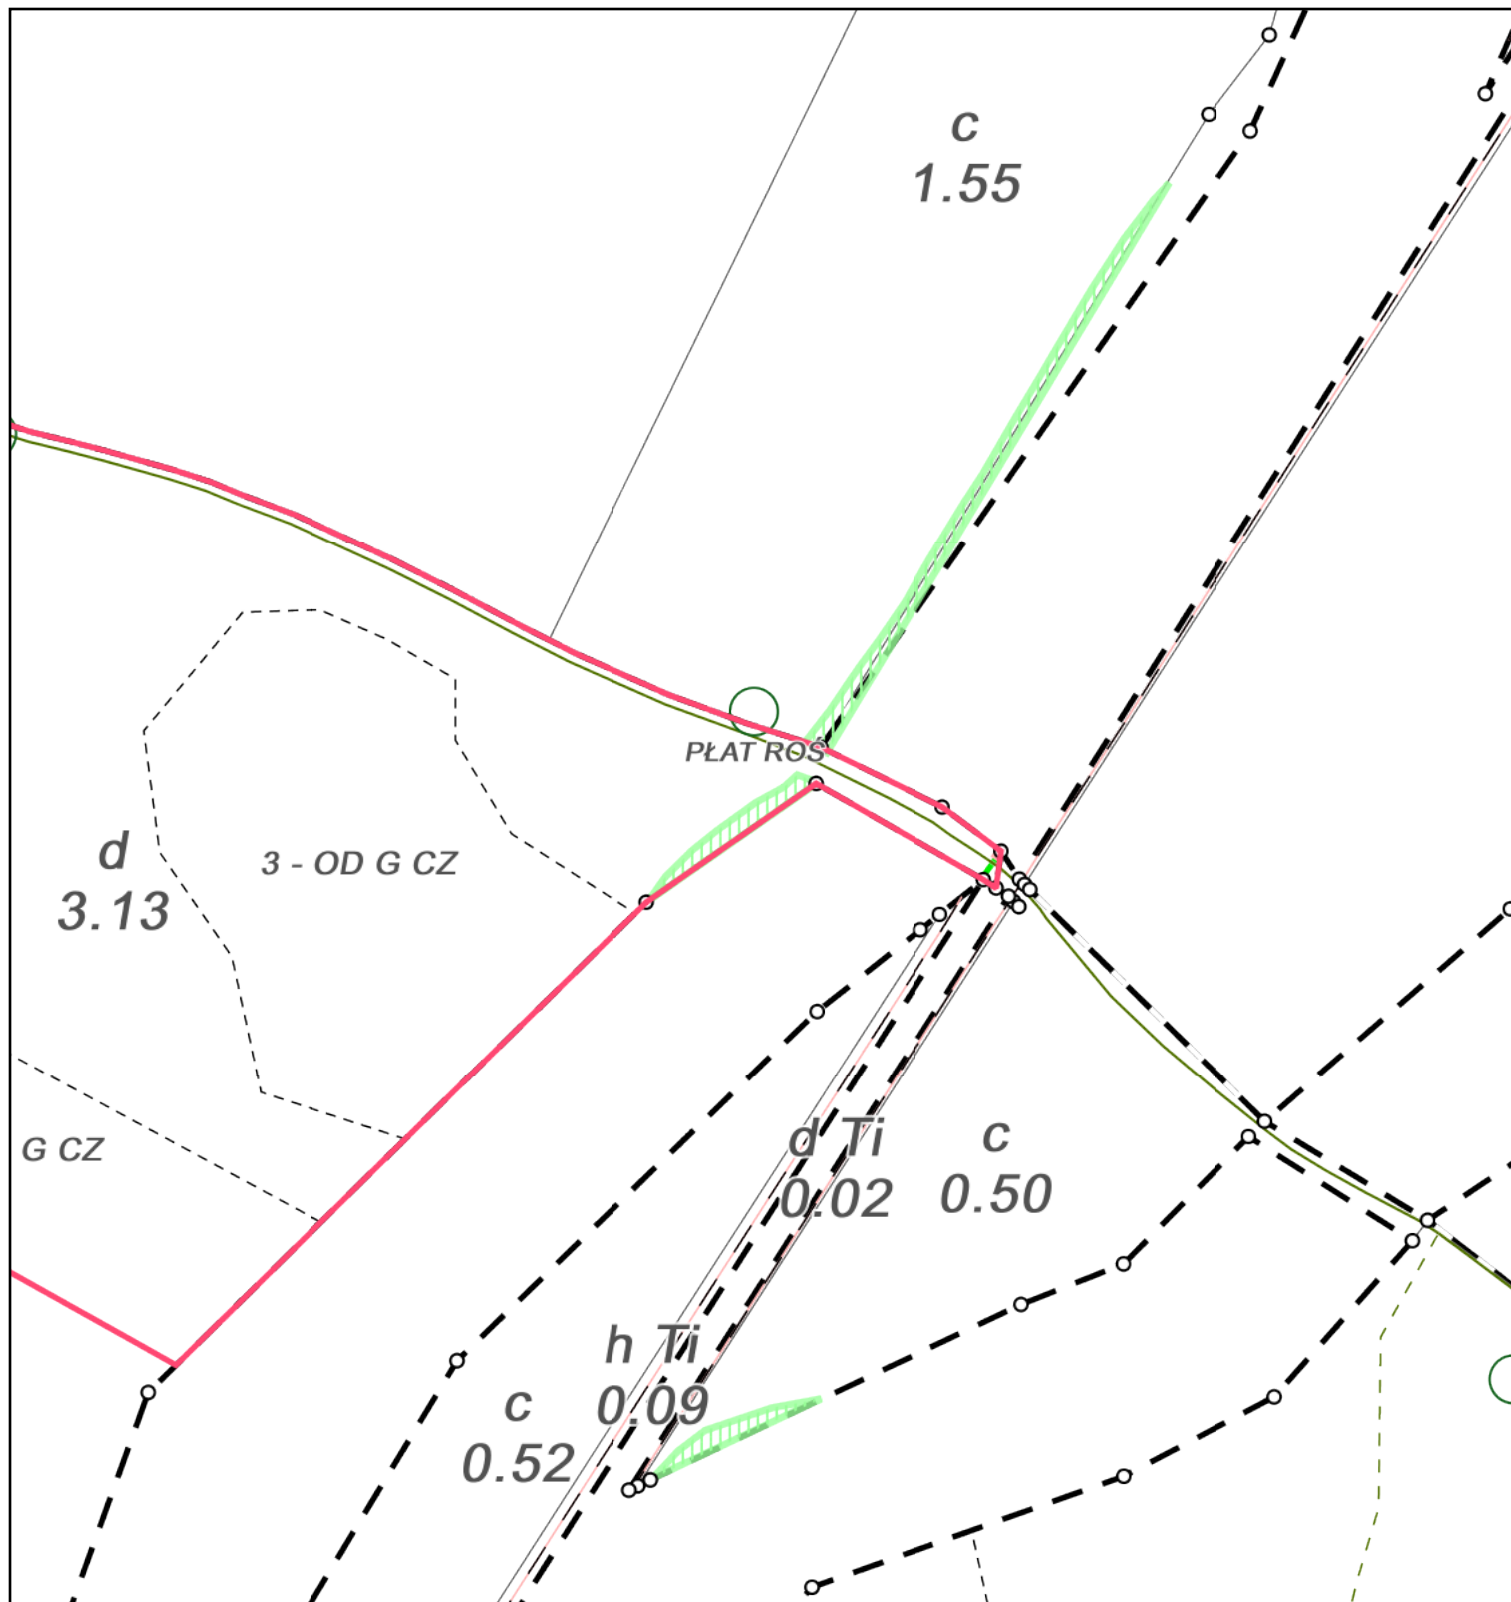 c
1.55
PŁAT ROŚ
d
3.13
3 - OD G CZ
G CZ
d Ti
0.02
c
0.50
h Ti
0.09
c
0.52